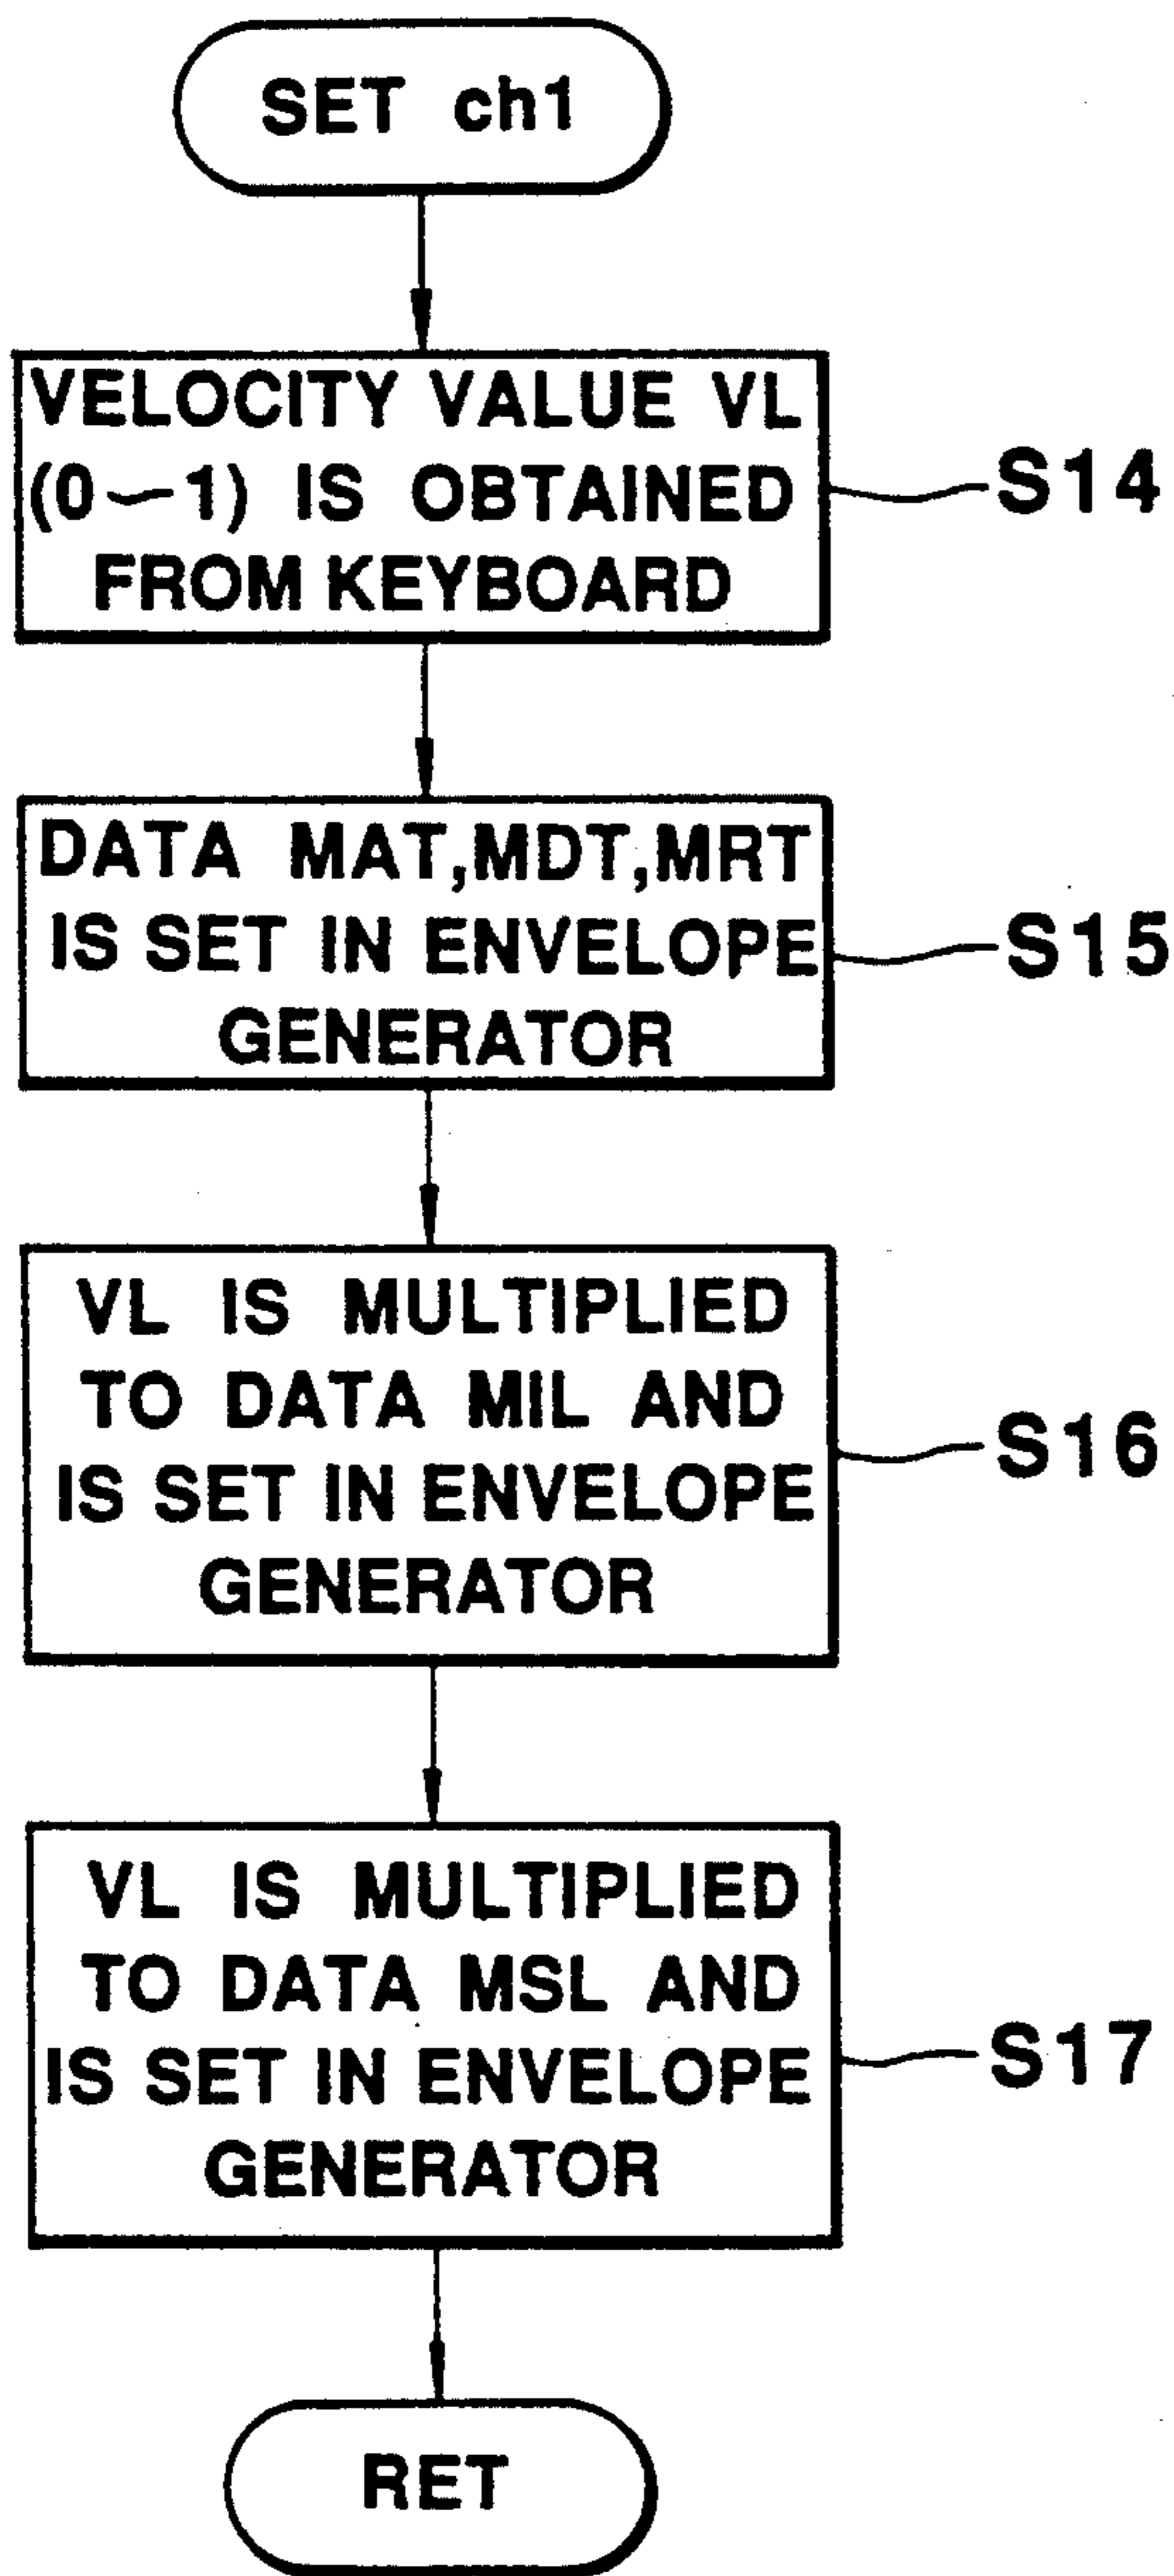 SET ch1
VELOCITY VALUE VL
(0~1) IS OBTAINED
FROM KEYBOARD
S14
DATA MAT,MDT,MRT
IS SET IN ENVELOPE
GENERATOR
S15
VL IS MULTIPLIED
TO DATA MIL AND
IS SET IN ENVELOPE
GENERATOR
S16
VL IS MULTIPLIED
TO DATA MSL AND
IS SET IN ENVELOPE
GENERATOR
S17
RET